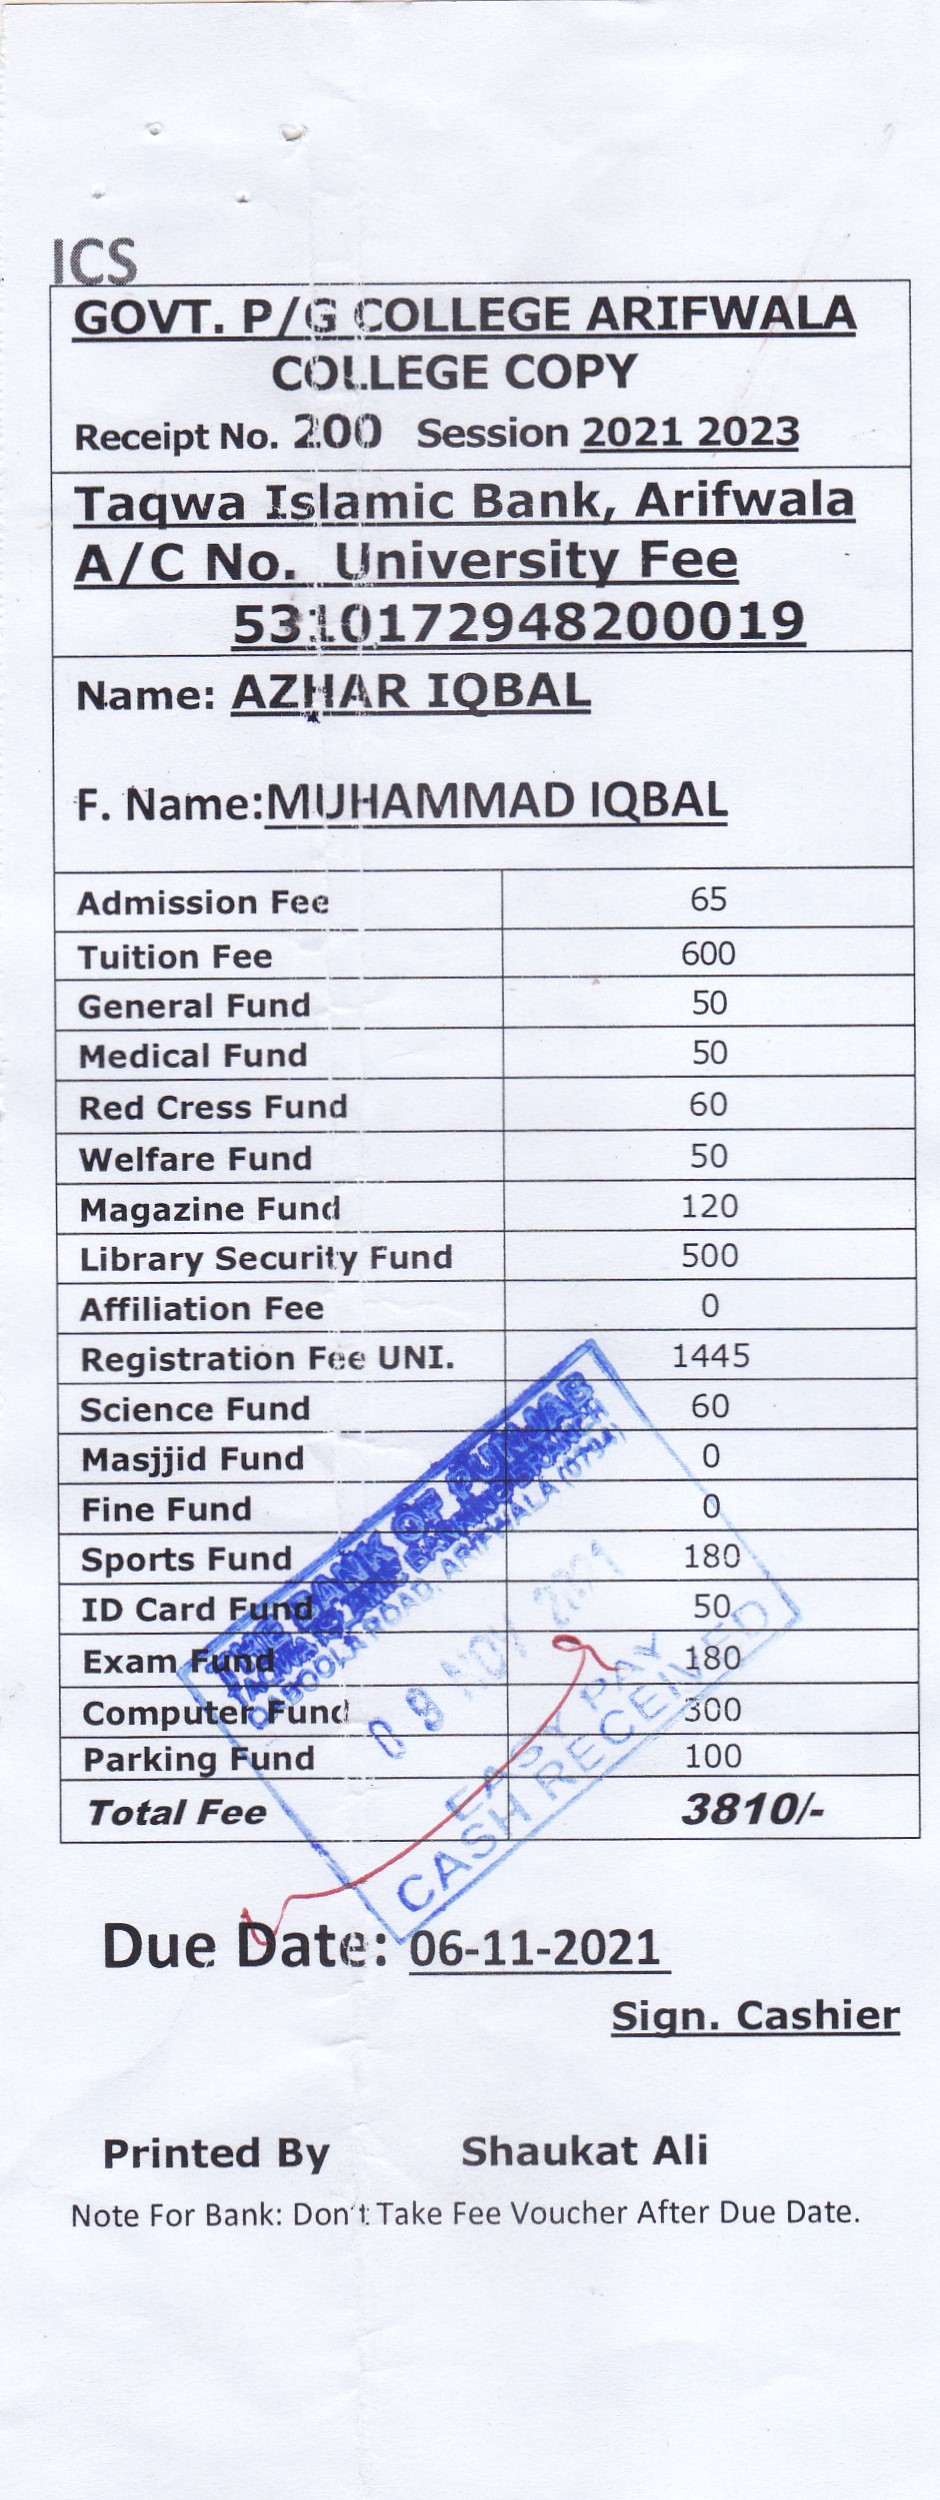 ICS
GOVT. P/G COLLEGE ARIFWALA
COLLEGE COPY
Receipt No. 200 Session 2021 2023
Taqwa Islamic Bank, Arifwala
A/C No. University Fee
5310172948200019
Name: AZHAR IQBAL
F. Name:MUHAMMAD IQBAL
Admission Fee 65
Tuition Fee 600
General Fund 50
Medical Fund 50
Red Cress Fund 60
Welfare Fund 50
Magazine Fund 120
Library Security Fund 500
Affiliation Fee 0
Registration Fee UNI. 1445
Science Fund 60
Masjjid Fund 0
Fine Fund 0
Sports Fund 180
ID Card Fund 50
Exam Fund 180
Computer Fund 300
Parking Fund 100
Total Fee 3810/-
THE BANK OF PUNJAB
TAQWA ISLAMIC BANKING BRANCH
QABOOLA ROAD, ARIFWALA (0734)
09 NOV 2021
EASY PAY
CASH RECEIVED
Due Date: 06-11-2021
Sign. Cashier
Printed By Shaukat Ali
Note For Bank: Don't Take Fee Voucher After Due Date.